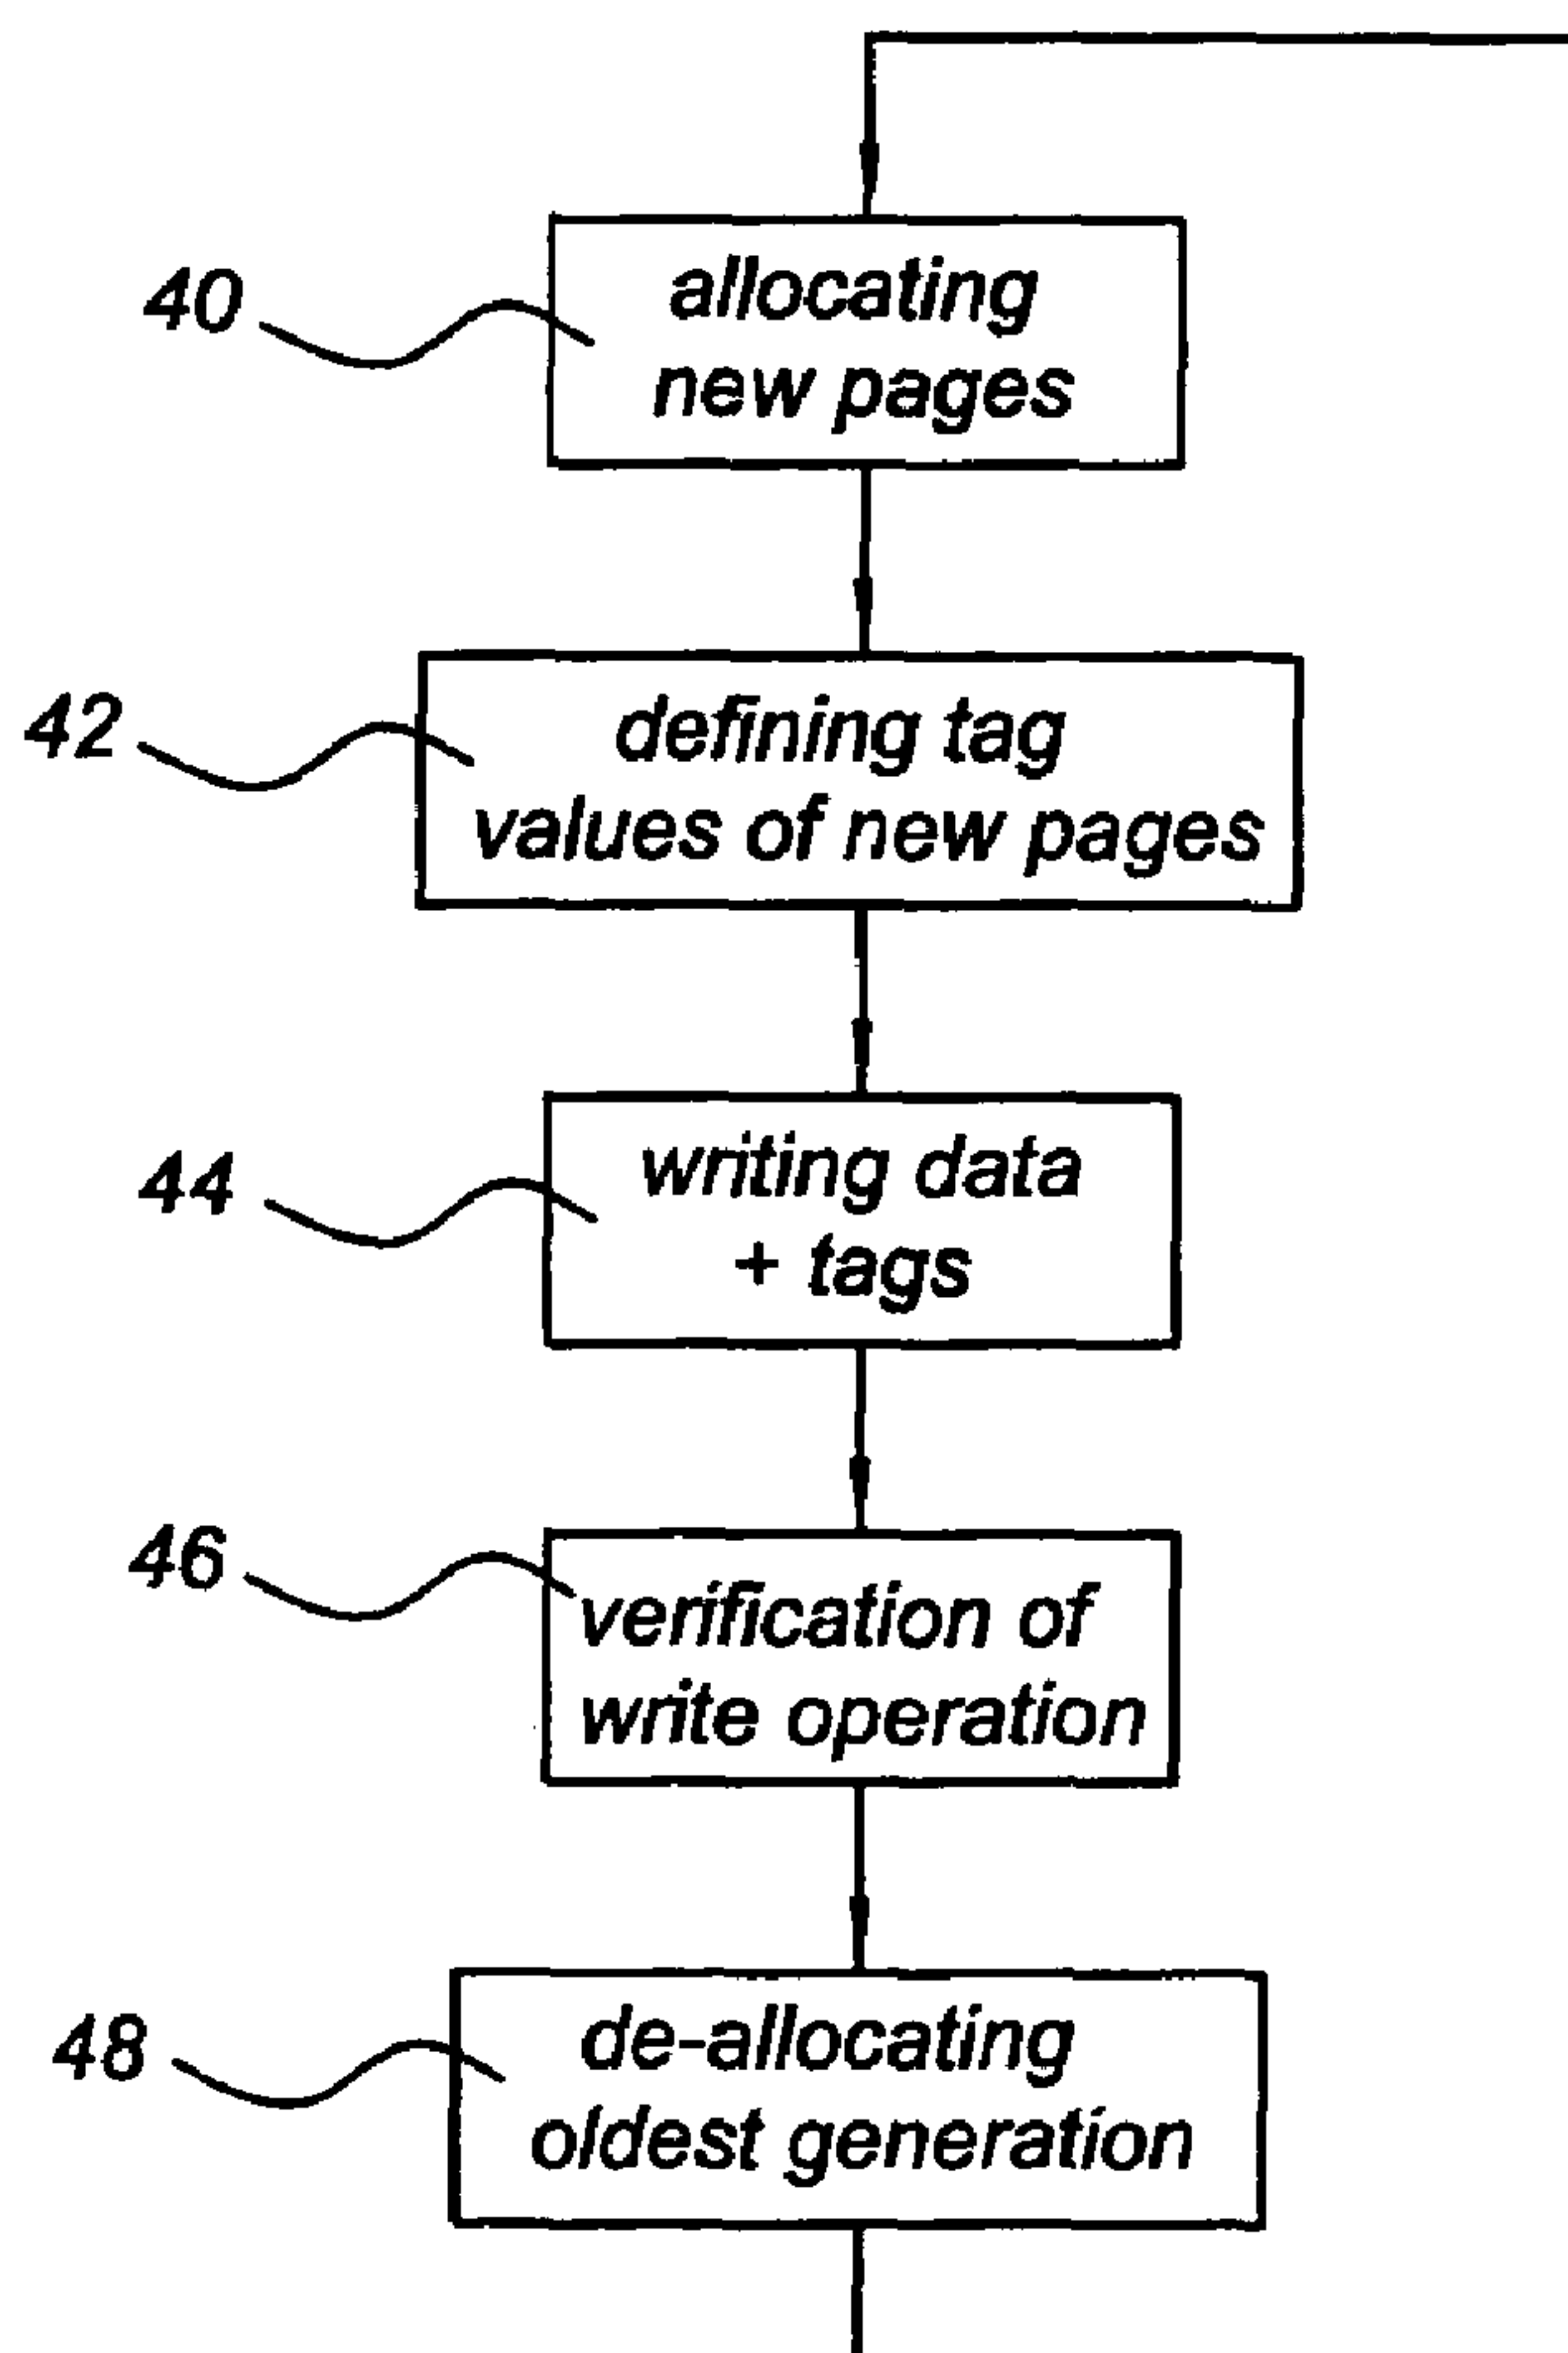 40
allocating
new pages
42
defining tag
values of new pages
44
writing data
+ tags
46
verification of
write operation
48
de-allocating
oldest generation